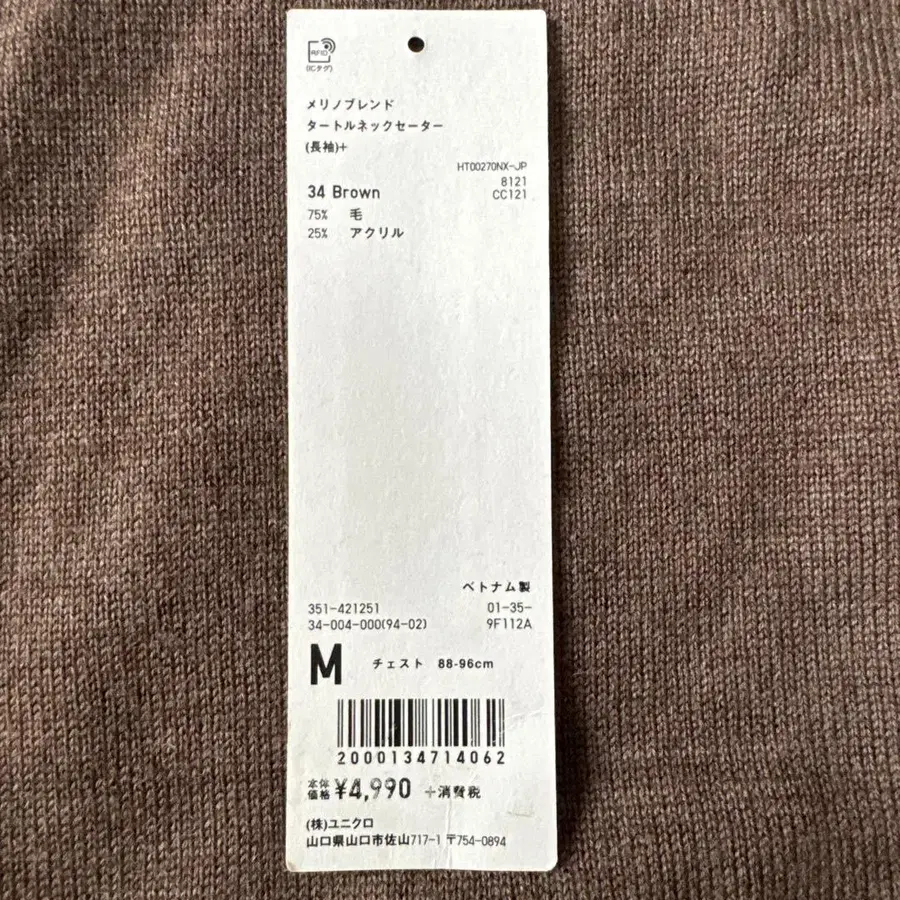 RFID
(ICタグ)
メリノブレンド
タートルネックセーター
(長袖)+
HT00270NX-JP
8121
CC121
34 Brown
75% 毛
25% アクリル
ベトナム製
351-421251 01-35-
34-004-000(94-02) 9F112A
M チェスト 88-96cm
2000134714062
本体価格 ¥4,990 +消費税
(株)ユニクロ
山口県山口市佐山717-1 〒754-0894